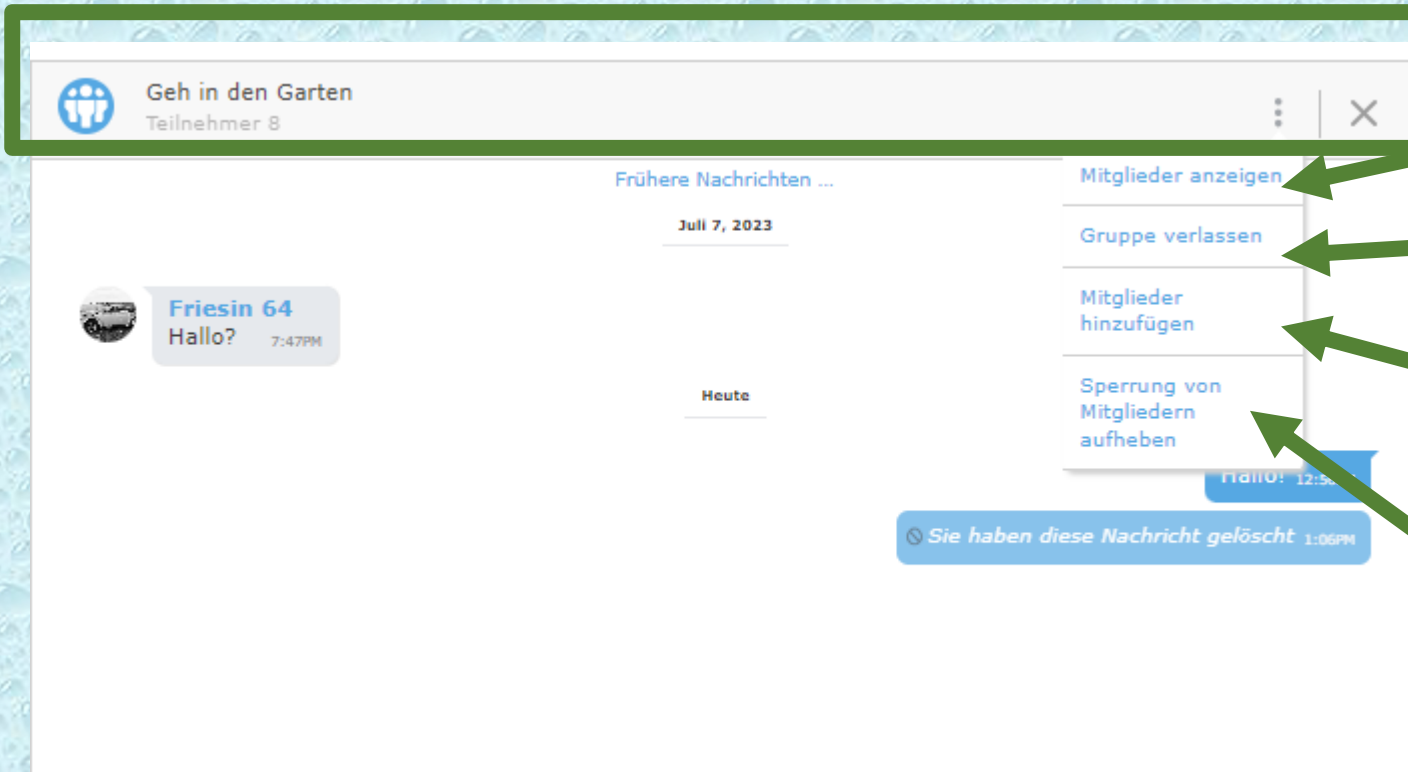 Geh in den Garten
Teilnehmer 8
Frühere Nachrichten ...
Mitglieder anzeigen
Juli 7, 2023
Gruppe verlassen
Friesin 64
Hallo? 7:47PM
Mitglieder
hinzufügen
Heute
Sperrung von
Mitgliedern
aufheben
Hallo!
Sie haben diese Nachricht gelöscht 1:06PM